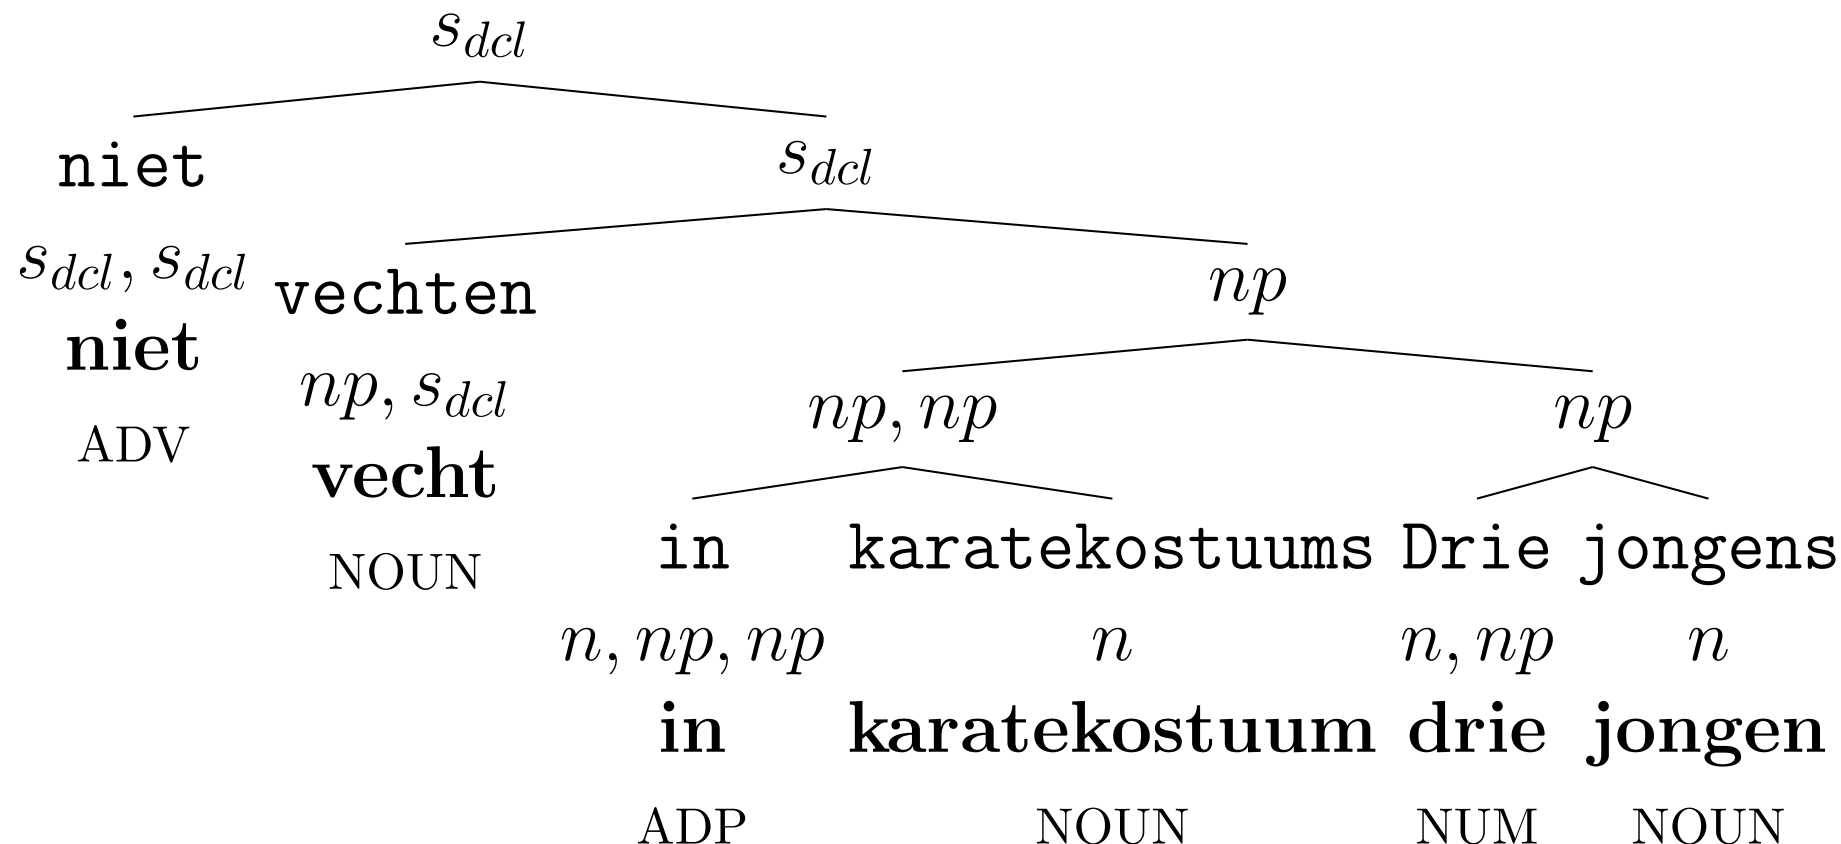 s_dcl
niet s_dcl
s_dcl, s_dcl vechten np
niet np, s_dcl np, np np
ADV vecht
NOUN in karatekostuums Drie jongens
n, np, np n n, np n
in karatekostuum drie jongen
ADP NOUN NUM NOUN